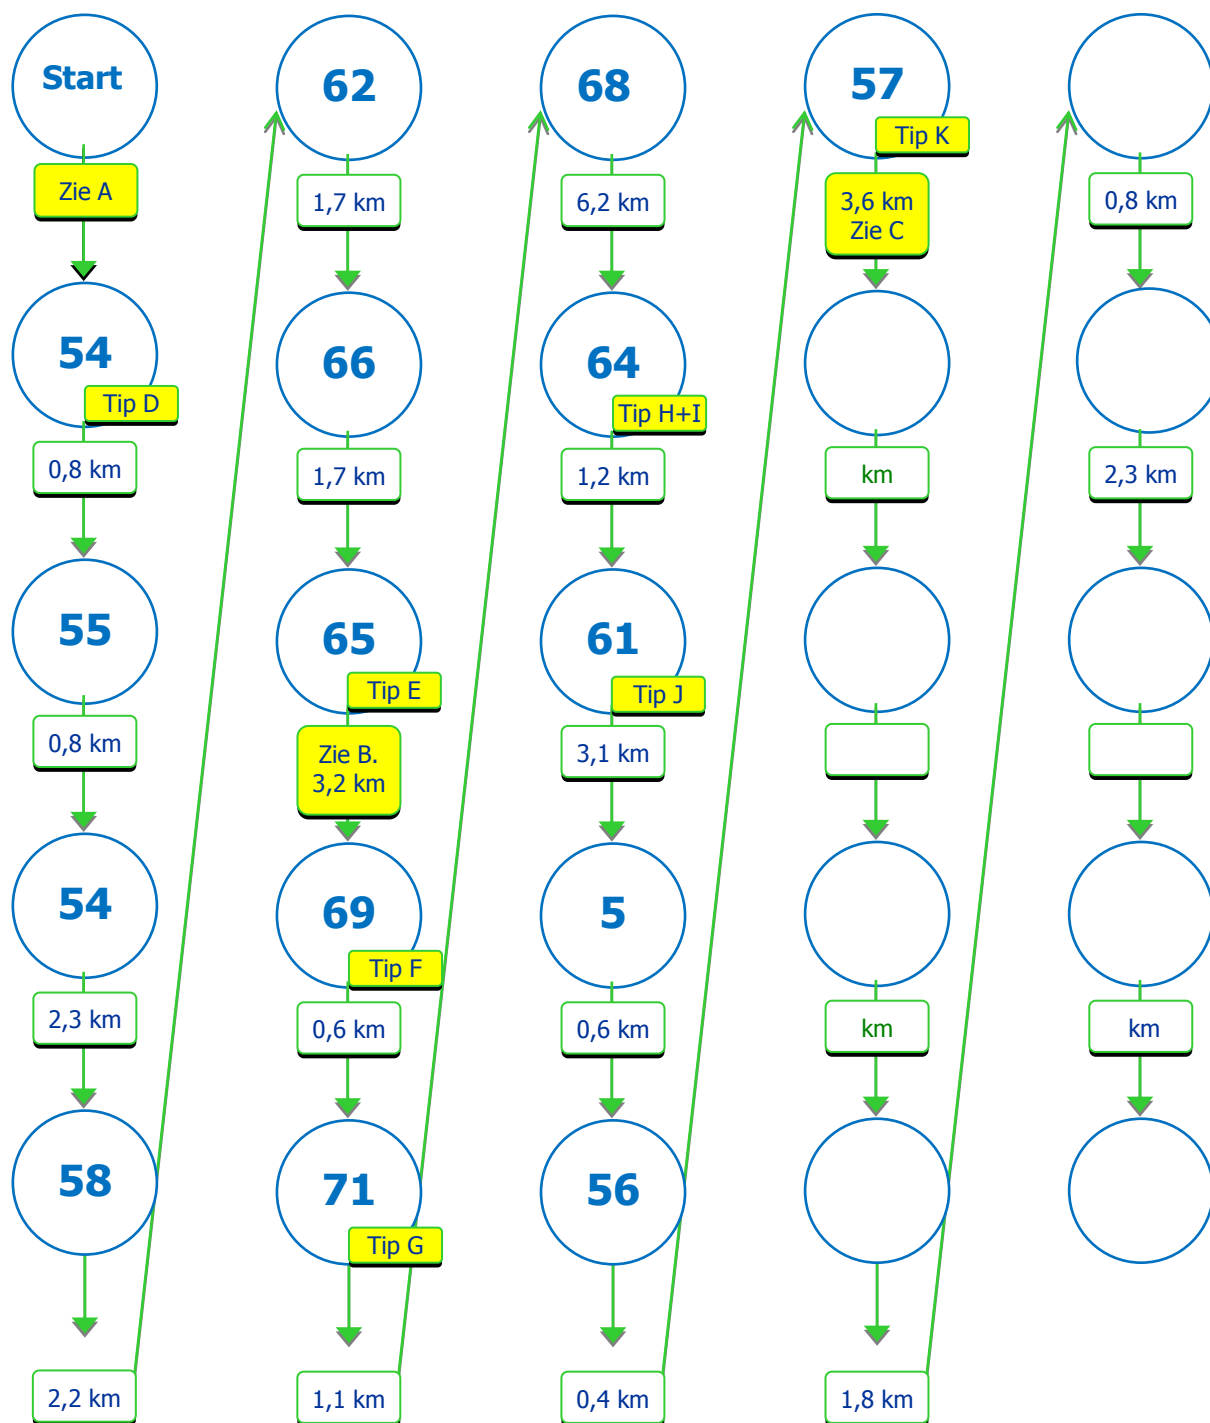 Start
Zie A
54
Tip D
0,8 km
55
0,8 km
54
2,3 km
58
2,2 km
62
1,7 km
66
1,7 km
65
Tip E
Zie B.
3,2 km
69
Tip F
0,6 km
71
Tip G
1,1 km
68
6,2 km
64
Tip H+I
1,2 km
61
Tip J
3,1 km
5
0,6 km
56
0,4 km
57
Tip K
3,6 km
Zie C
km
km
1,8 km
0,8 km
2,3 km
km